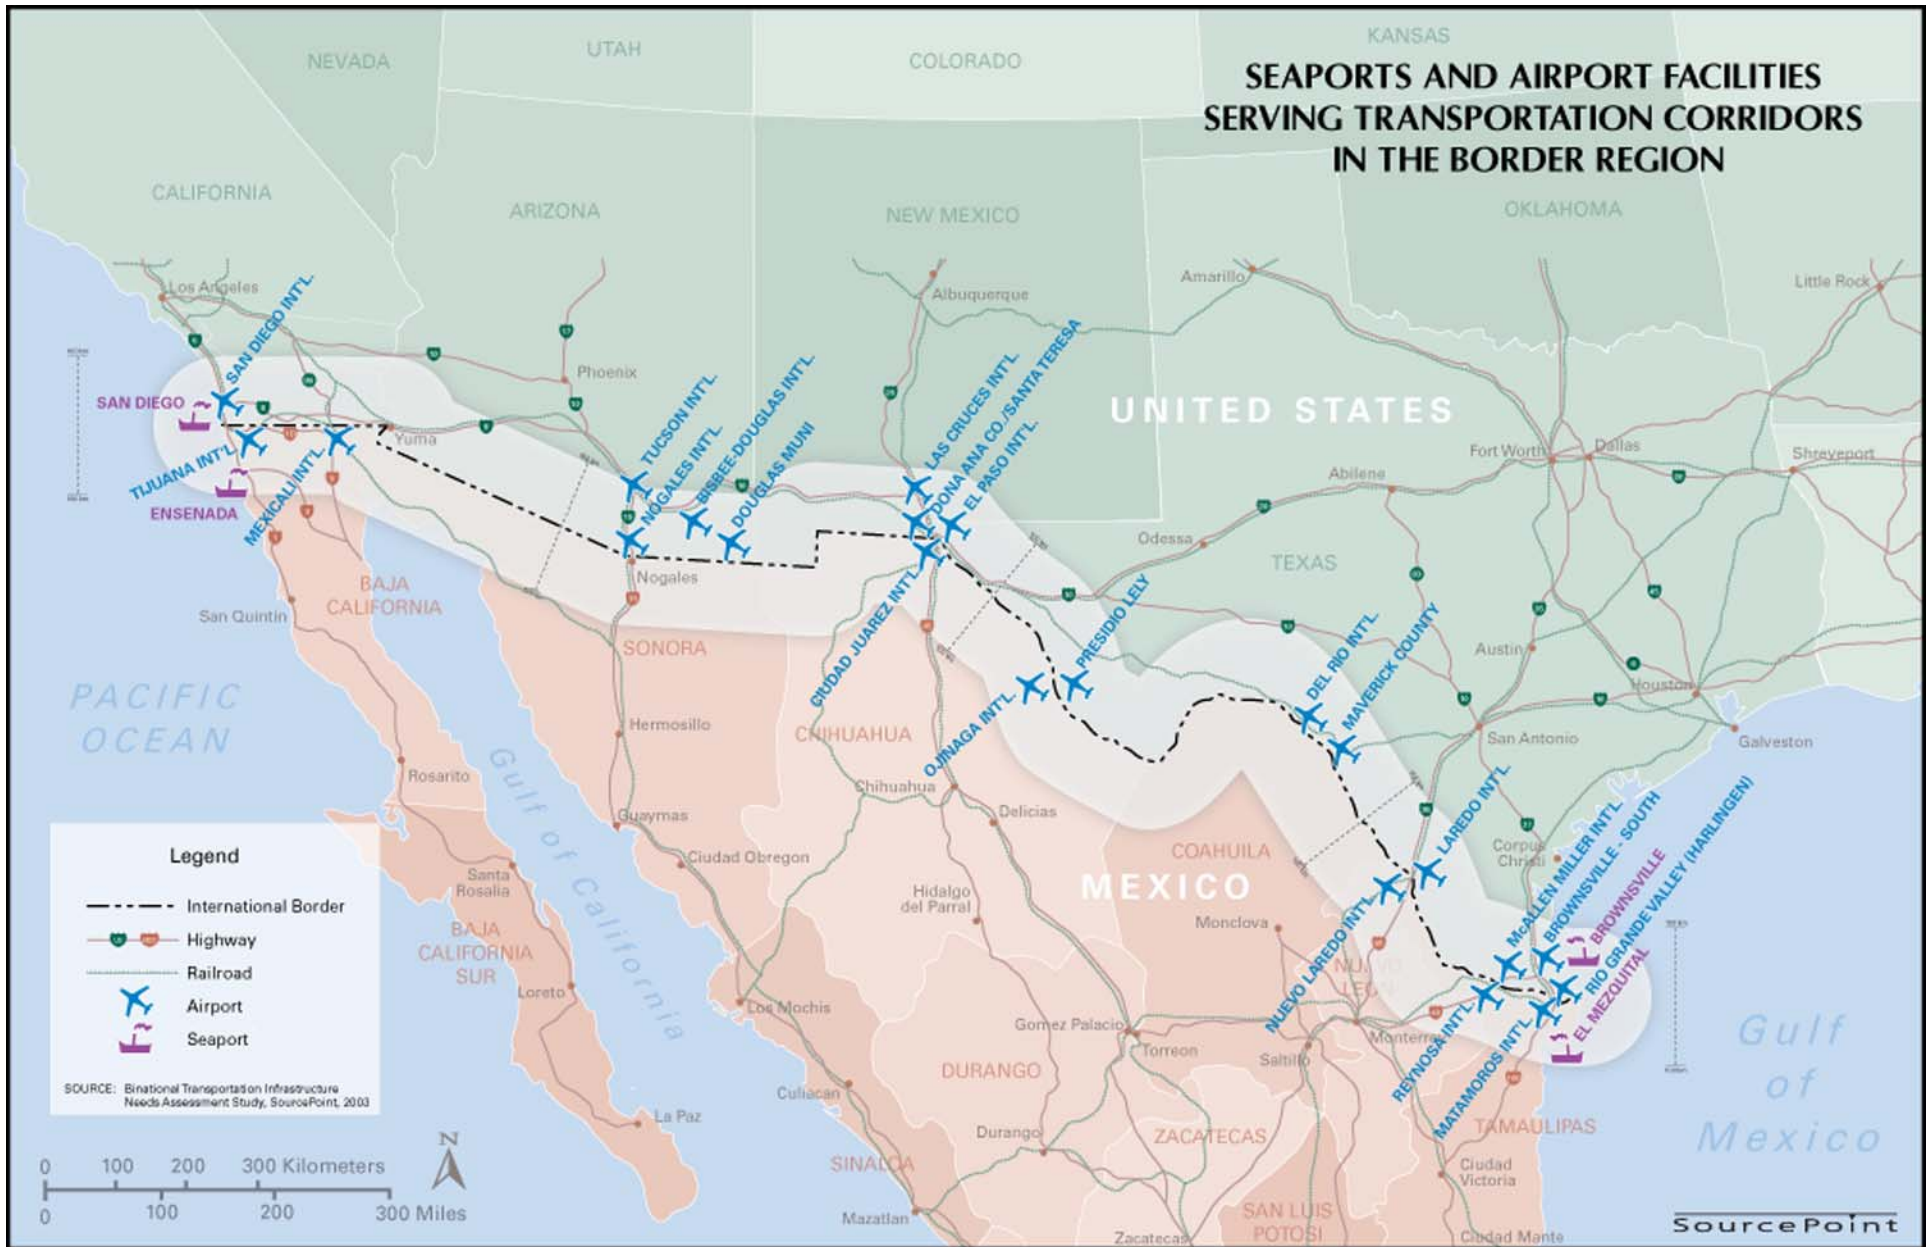 SEAPORTS AND AIRPORT FACILITIES
SERVING TRANSPORTATION CORRIDORS
IN THE BORDER REGION
NEVADA
UTAH
COLORADO
KANSAS
CALIFORNIA
ARIZONA
NEW MEXICO
OKLAHOMA
Los Angeles
Albuquerque
Amarillo
Little Rock
SAN DIEGO INT'L.
Phoenix
TUCSON INT'L.
NOGALES INT'L.
BISBEE-DOUGLAS INT'L.
DOUGLAS MUNI
LAS CRUCES INT'L.
DONA ANA CO./SANTA TERESA
EL PASO INT'L.
UNITED STATES
SAN DIEGO
Yuma
TIJUANA INT'L.
MEXICALI INT'L.
ENSENADA
Fort Worth
Dallas
Shreveport
Abilene
Odessa
TEXAS
Nogales
BAJA
CALIFORNIA
San Quintin
SONORA
CIUDAD JUAREZ INT'L.
PRESIDIO LELY
DEL RIO INT'L.
MAVERICK COUNTY
Austin
Houston
PACIFIC
OCEAN
Hermosillo
CHIHUAHUA
OJINAGA INT'L.
San Antonio
Galveston
Rosarito
Gulf of California
Chihuahua
Delicias
Guaymas
Ciudad Obregon
COAHUILA
MEXICO
LAREDO INT'L.
Corpus
Christi
McALLEN MILLER INT'L.
BROWNSVILLE - SOUTH
BROWNSVILLE
RIO GRANDE VALLEY (HARLINGEN)
EL MEZQUITAL
Santa
Rosalia
Hidalgo
del Parral
Monclova
NUEVO LAREDO INT'L.
BAJA
CALIFORNIA
SUR
Loreto
Los Mochis
Gomez Palacio
Torreon
Saltillo
Monterrey
REYNOSA INT'L.
MATAMOROS INT'L.
Gulf
of
Mexico
DURANGO
Culiacan
La Paz
Durango
ZACATECAS
TAMAULIPAS
SINALOA
Ciudad
Victoria
Mazatlan
SAN LUIS
POTOSI
Zacatecas
Ciudad Mante
Legend
International Border
Highway
Railroad
Airport
Seaport
SOURCE: Binational Transportation Infrastructure
Needs Assessment Study, SourcePoint, 2003
N
0 100 200 300 Kilometers
0 100 200 300 Miles
SourcePoint